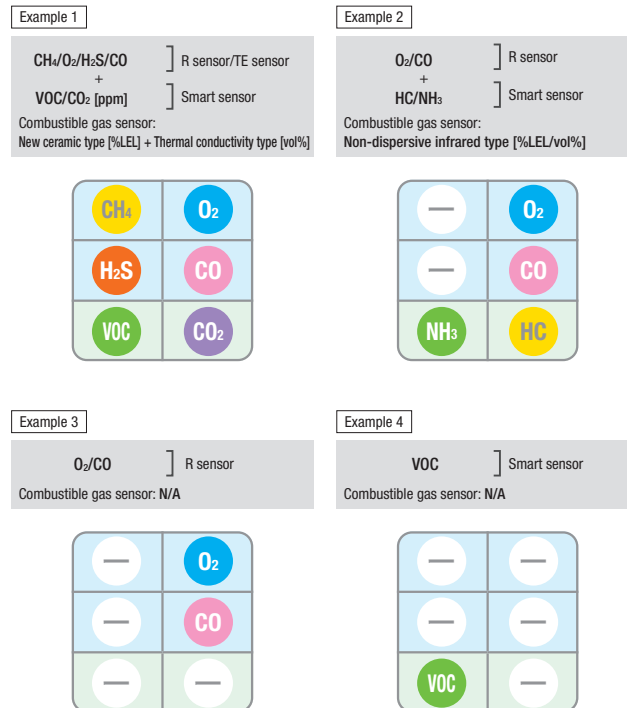 Example 1
CH₄/O₂/H₂S/CO ] R sensor/TE sensor
+
VOC/CO₂ [ppm] ] Smart sensor
Combustible gas sensor:
New ceramic type [%LEL] + Thermal conductivity type [vol%]
CH₄ O₂
H₂S CO
VOC CO₂
Example 2
O₂/CO ] R sensor
+
HC/NH₃ ] Smart sensor
Combustible gas sensor:
Non-dispersive infrared type [%LEL/vol%]
— O₂
— CO
NH₃ HC
Example 3
O₂/CO ] R sensor
Combustible gas sensor: N/A
— O₂
— CO
— —
Example 4
VOC ] Smart sensor
Combustible gas sensor: N/A
— —
— —
VOC —